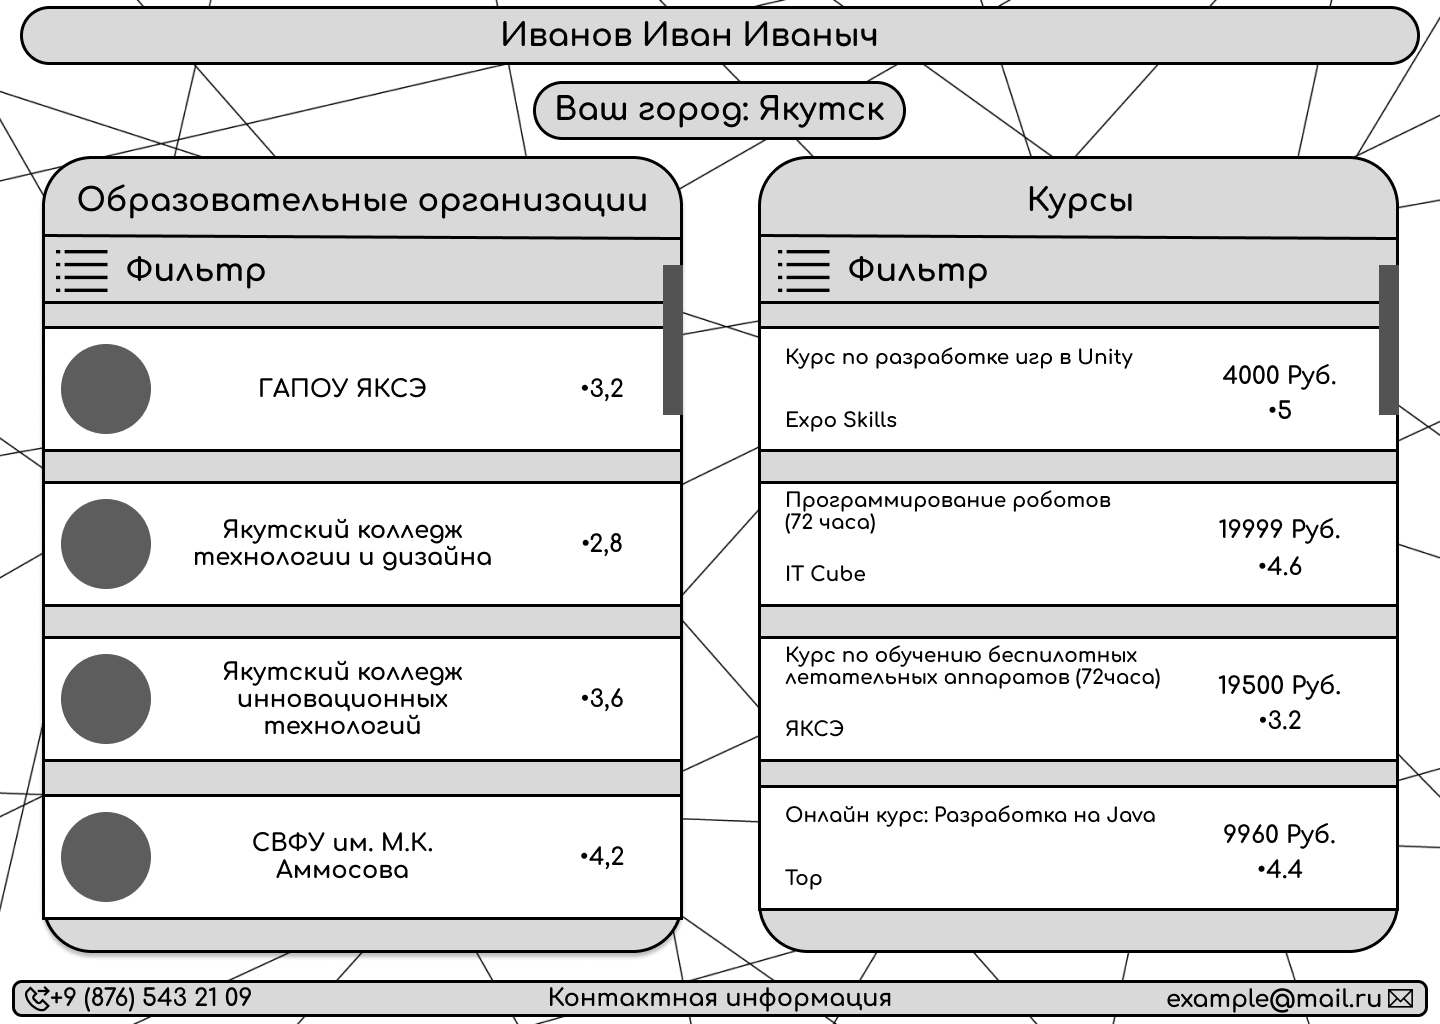 Иванов Иван Иваныч
Ваш город: Якутск
Образовательные организации
Фильтр
ГАПОУ ЯКСЭ
•3,2
Якутский колледж
технологии и дизайна
•2,8
Якутский колледж
инновационных
технологий
•3,6
СВФУ им. М.К.
Аммосова
•4,2
Курсы
Фильтр
Курс по разработке игр в Unity
Expo Skills
4000 Руб.
•5
Программирование роботов
(72 часа)
IT Cube
19999 Руб.
•4.6
Курс по обучению беспилотных
летательных аппаратов (72часа)
ЯКСЭ
19500 Руб.
•3.2
Онлайн курс: Разработка на Java
Top
9960 Руб.
•4.4
+9 (876) 543 21 09
Контактная информация
example@mail.ru